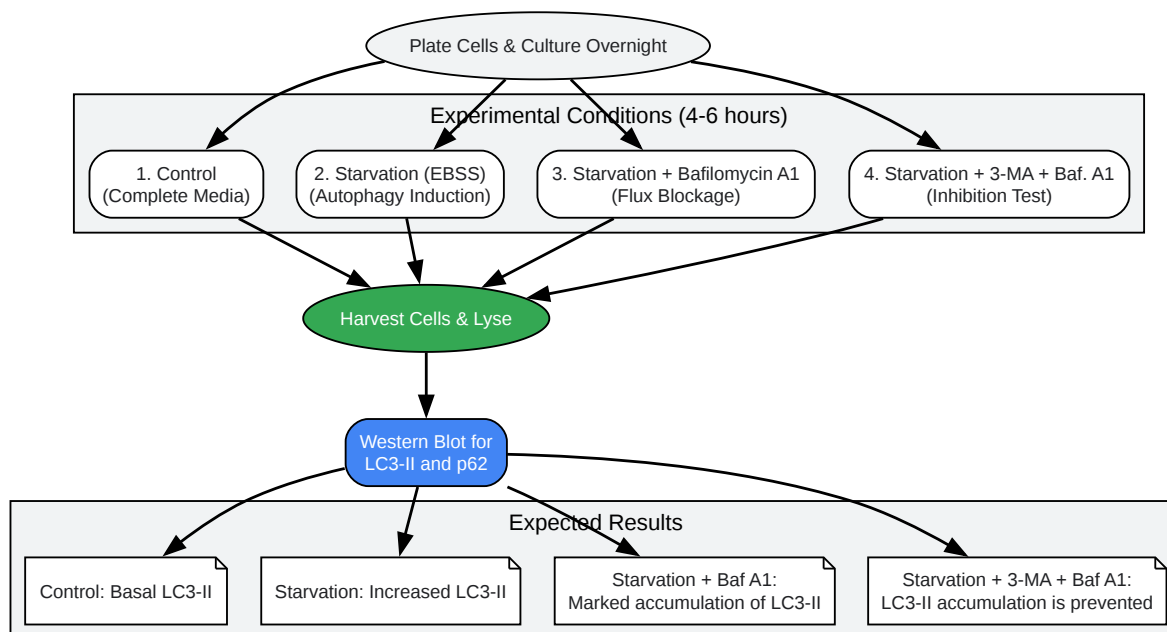 Plate Cells & Culture Overnight
Experimental Conditions (4-6 hours)
1. Control
(Complete Media)
2. Starvation (EBSS)
(Autophagy Induction)
3. Starvation + Bafilomycin A1
(Flux Blockage)
4. Starvation + 3-MA + Baf. A1
(Inhibition Test)
Harvest Cells & Lyse
Western Blot for
LC3-II and p62
Expected Results
Control: Basal LC3-II
Starvation: Increased LC3-II
Starvation + Baf A1:
Marked accumulation of LC3-II
Starvation + 3-MA + Baf A1:
LC3-II accumulation is prevented